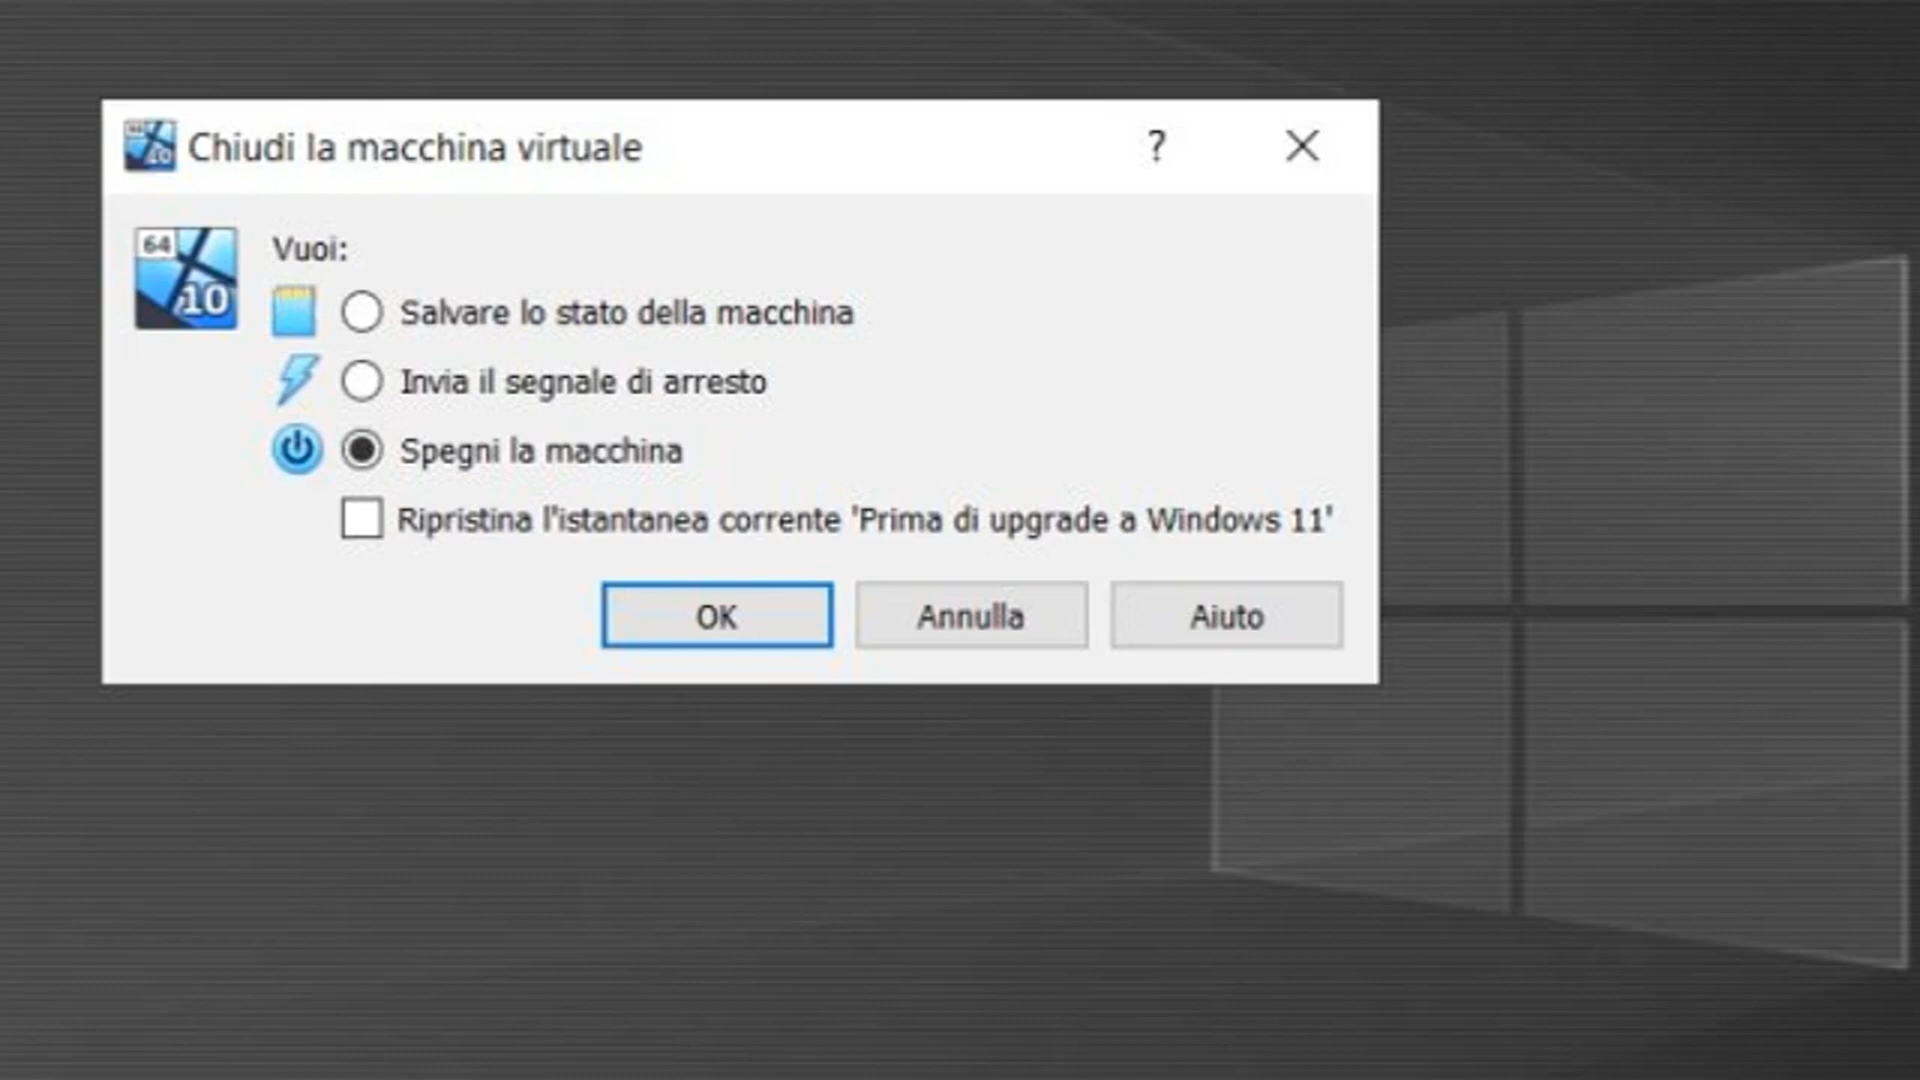 Chiudi la macchina virtuale
?
64
10
Vuoi:
Salvare lo stato della macchina
Invia il segnale di arresto
Spegni la macchina
Ripristina l'istantanea corrente 'Prima di upgrade a Windows 11'
OK Annulla Aiuto